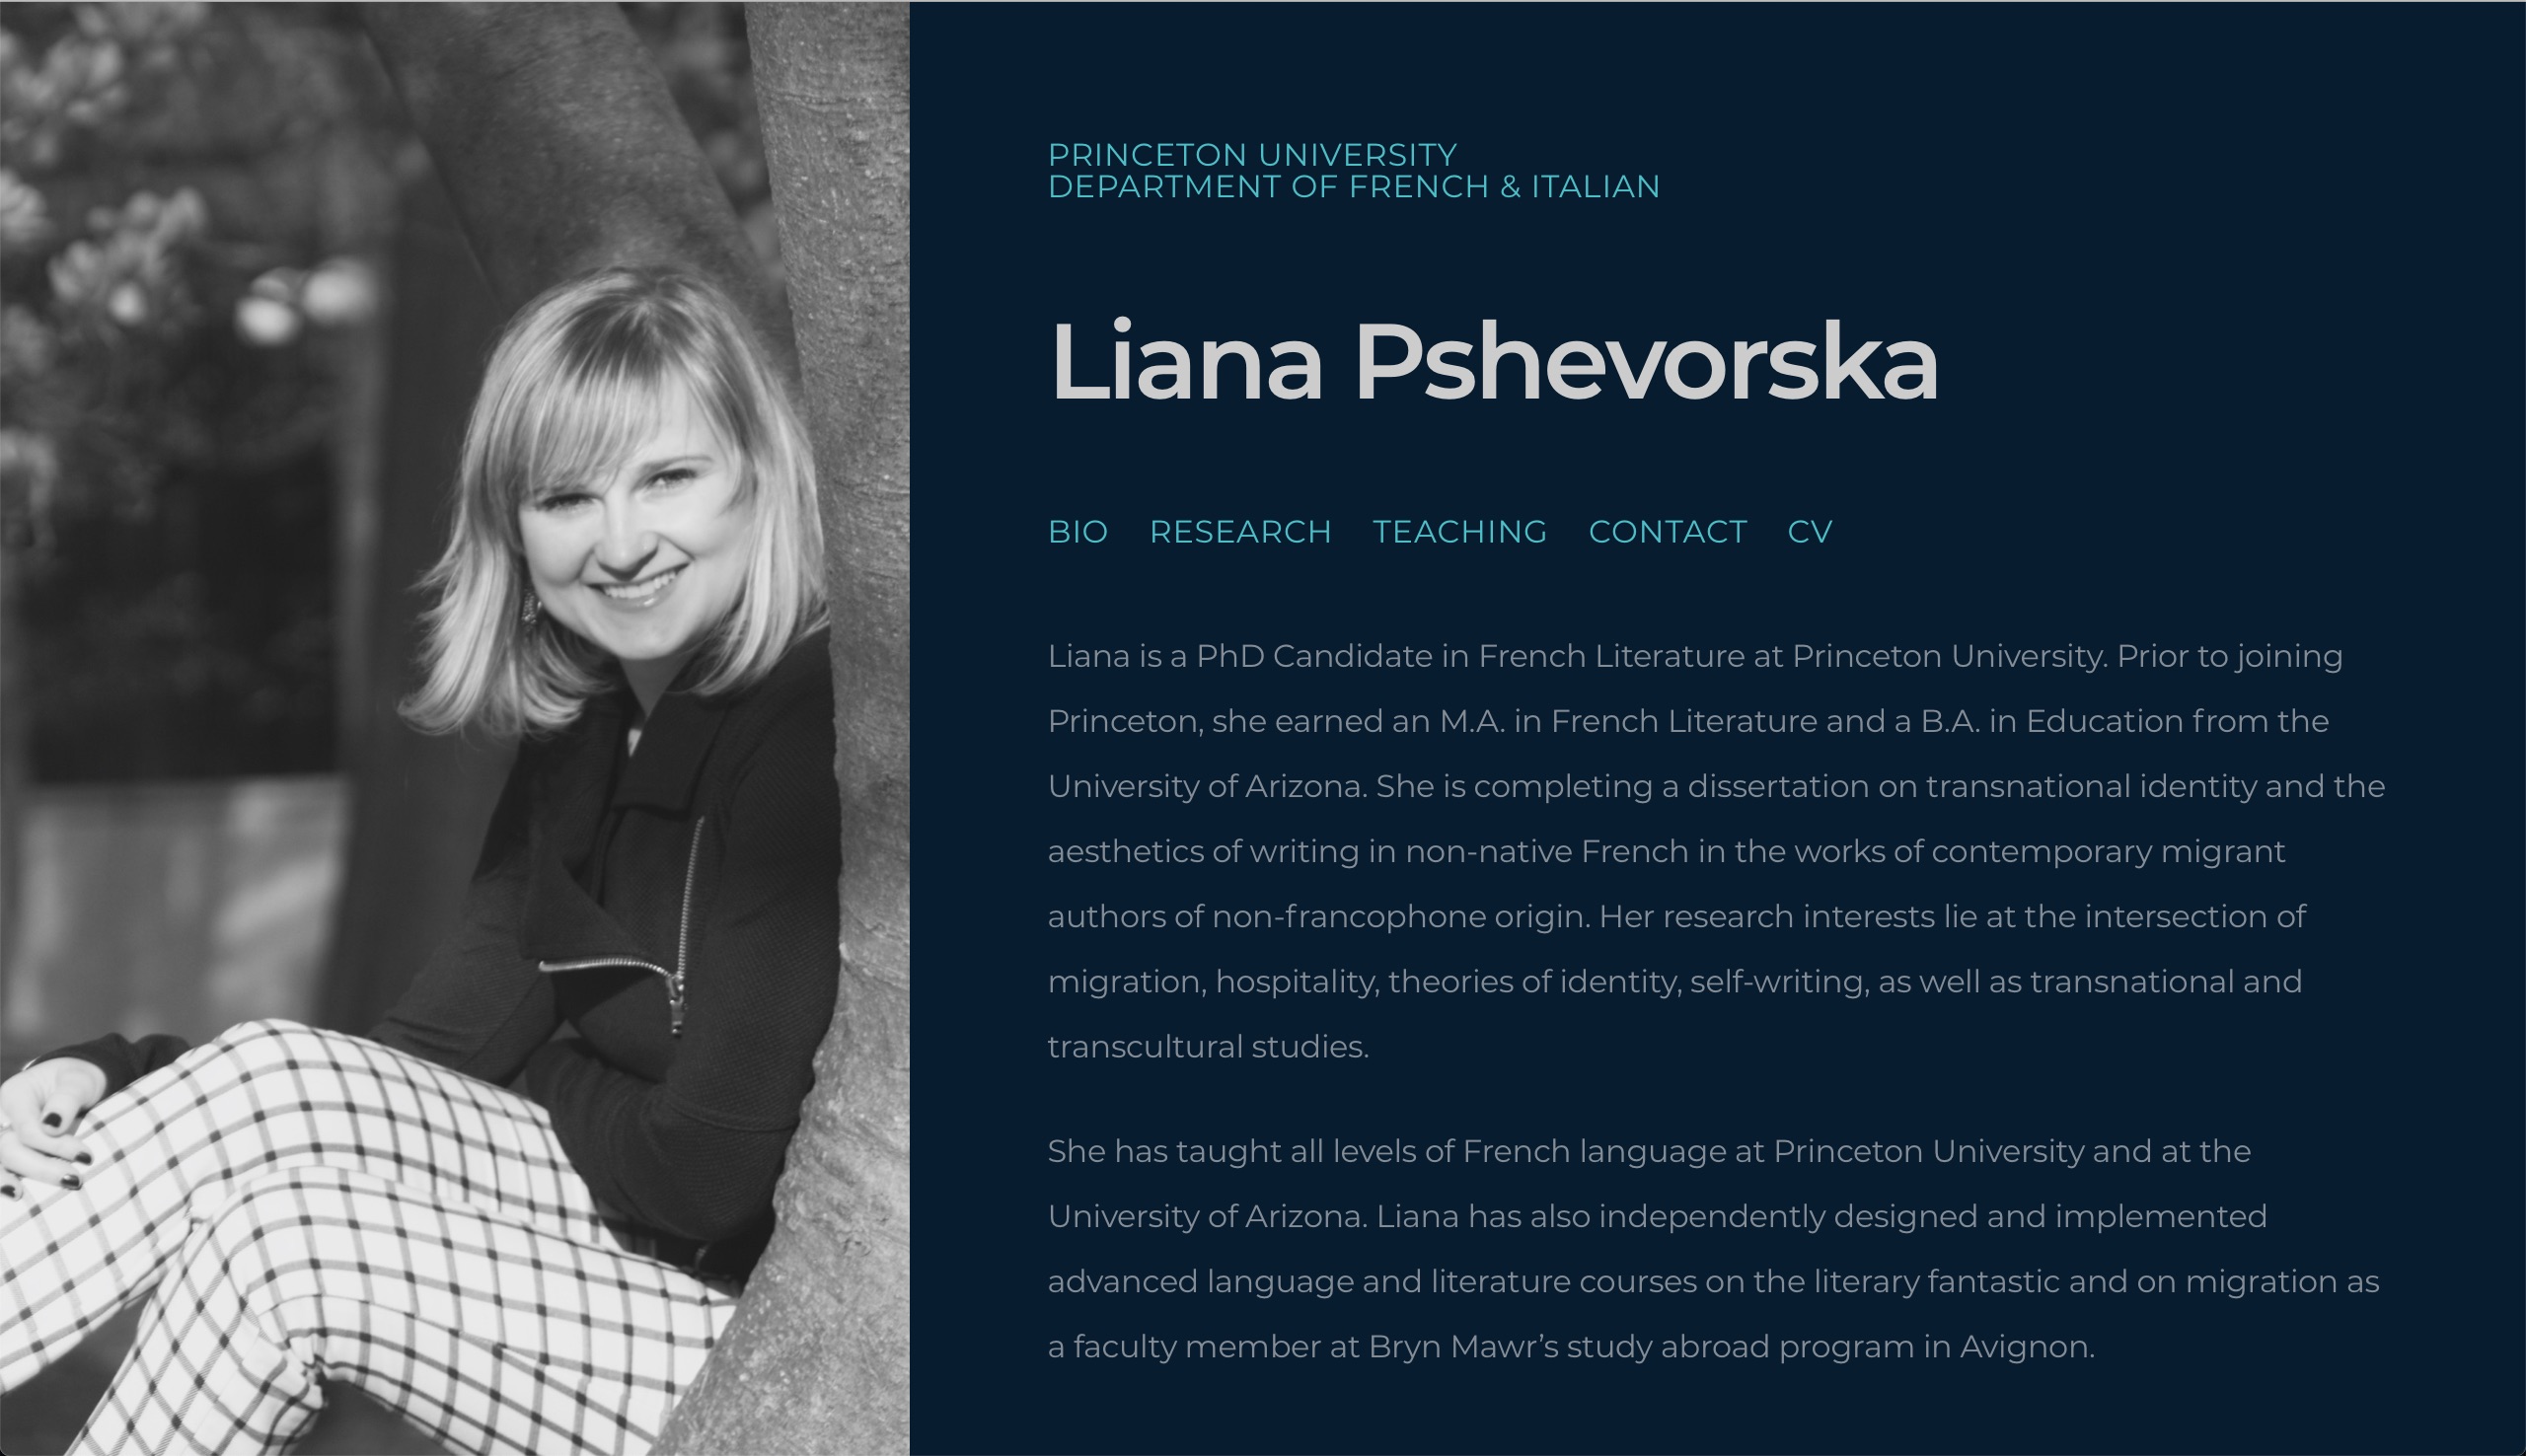 PRINCETON UNIVERSITY
DEPARTMENT OF FRENCH & ITALIAN
Liana Pshevorska
BIO RESEARCH TEACHING CONTACT CV
Liana is a PhD Candidate in French Literature at Princeton University. Prior to joining
Princeton, she earned an M.A. in French Literature and a B.A. in Education from the
University of Arizona. She is completing a dissertation on transnational identity and the
aesthetics of writing in non-native French in the works of contemporary migrant
authors of non-francophone origin. Her research interests lie at the intersection of
migration, hospitality, theories of identity, self-writing, as well as transnational and
transcultural studies.
She has taught all levels of French language at Princeton University and at the
University of Arizona. Liana has also independently designed and implemented
advanced language and literature courses on the literary fantastic and on migration as
a faculty member at Bryn Mawr’s study abroad program in Avignon.